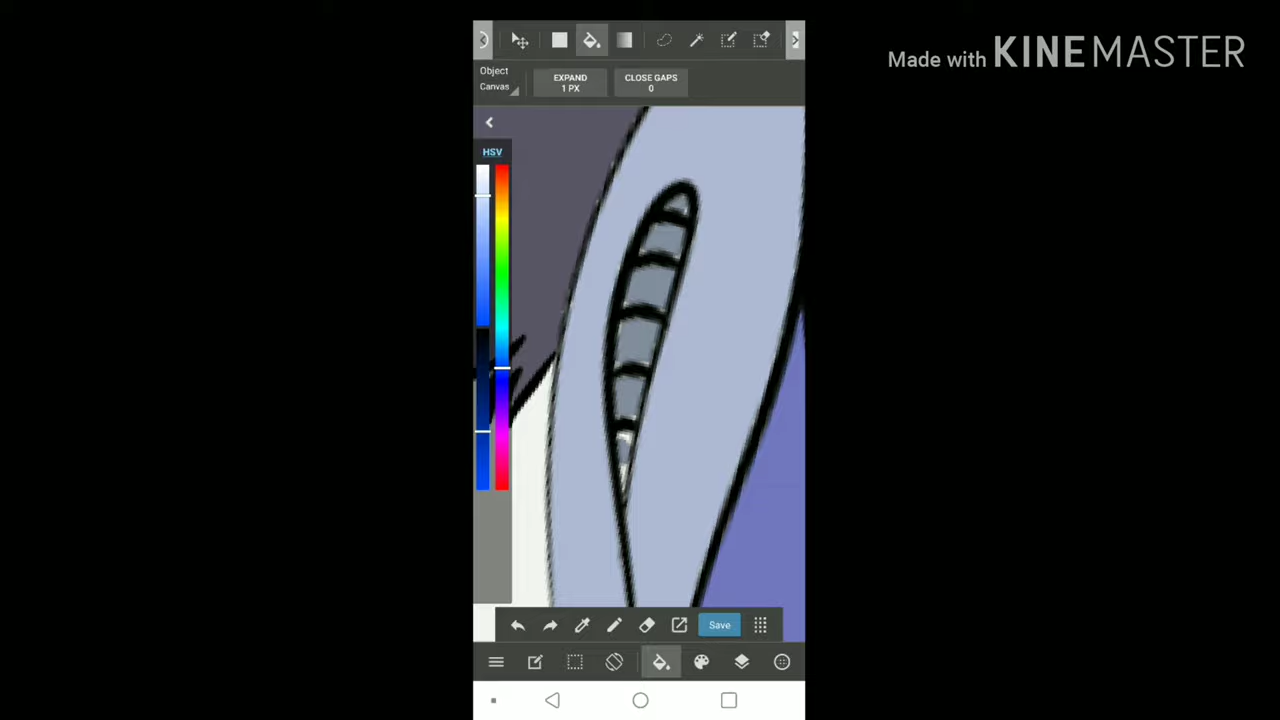 Made with KINEMASTER
Object
Canvas
EXPAND
1 PX
CLOSE GAPS
0
HSV
Save